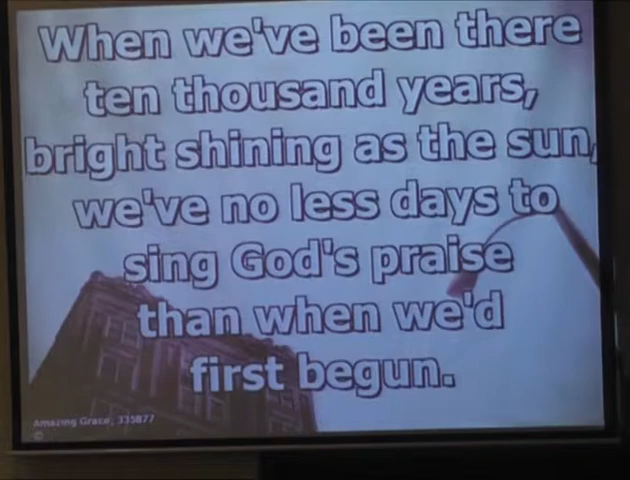 When we've been there
ten thousand years,
bright shining as the sun,
we've no less days to
sing God's praise
than when we'd
first begun.
Amazing Grace, 335877
©